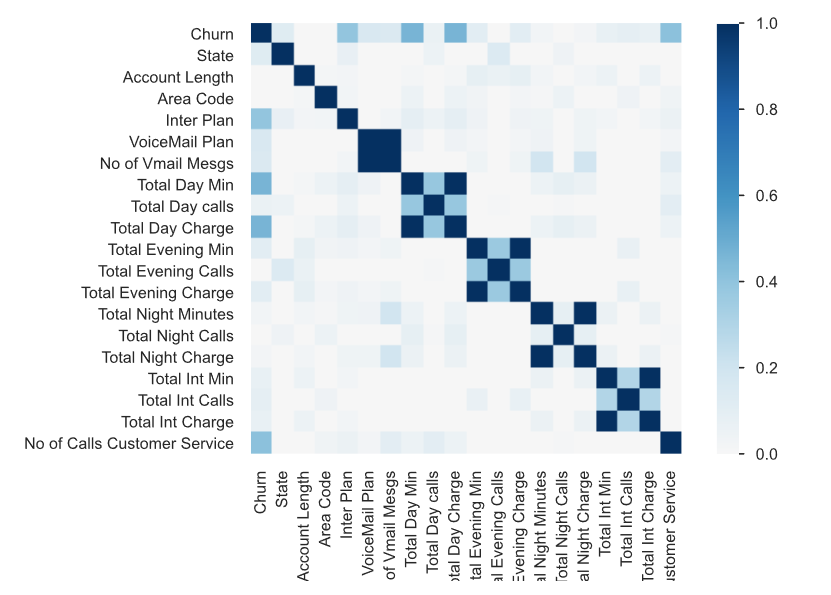 Churn
State
Account Length
Area Code
Inter Plan
VoiceMail Plan
No of Vmail Mesgs
Total Day Min
Total Day calls
Total Day Charge
Total Evening Min
Total Evening Calls
Total Evening Charge
Total Night Minutes
Total Night Calls
Total Night Charge
Total Int Min
Total Int Calls
Total Int Charge
No of Calls Customer Service
1.0
0.8
0.6
0.4
0.2
0.0
Churn
State
Account Length
Area Code
Inter Plan
VoiceMail Plan
of Vmail Mesgs
Total Day Min
Total Day calls
otal Day Charge
tal Evening Min
al Evening Calls
Evening Charge
al Night Minutes
Total Night Calls
al Night Charge
Total Int Min
Total Int Calls
Total Int Charge
ustomer Service